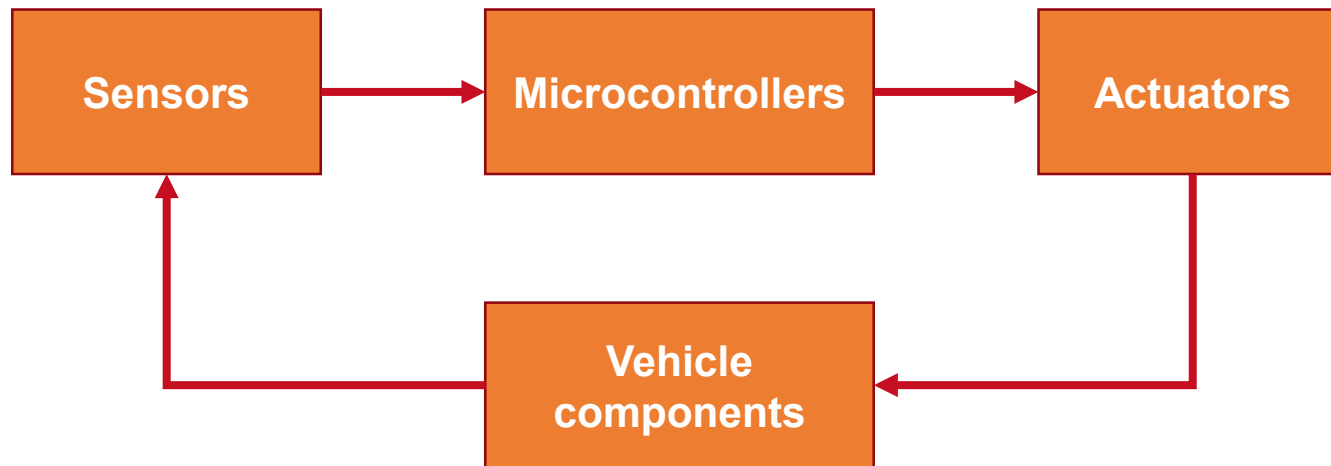 Sensors
Microcontrollers
Actuators
Vehicle
components